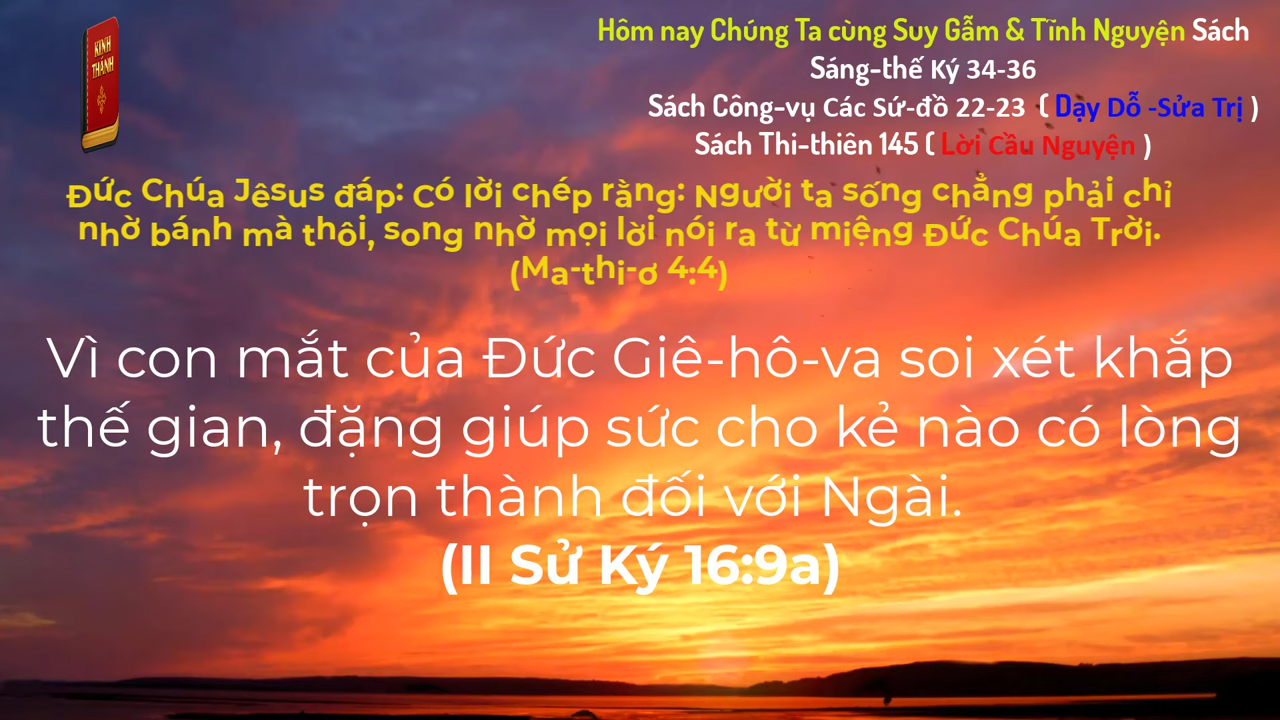 KINH
THÁNH
Hôm nay Chúng Ta cùng Suy Gẫm & Tĩnh Nguyện Sách
Sáng-thế Ký 34-36
Sách Công-vụ Các Sứ-đồ 22-23 ( Dạy Dỗ -Sửa Trị )
Sách Thi-thiên 145 ( Lời Cầu Nguyện )
Đức Chúa Jêsus đáp: Có lời chép rằng: Người ta sống chẳng phải chỉ
nhờ bánh mà thôi, song nhờ mọi lời nói ra từ miệng Đức Chúa Trời.
(Ma-thi-ơ 4:4)
Vì con mắt của Đức Giê-hô-va soi xét khắp
thế gian, đặng giúp sức cho kẻ nào có lòng
trọn thành đối với Ngài.
(II Sử Ký 16:9a)